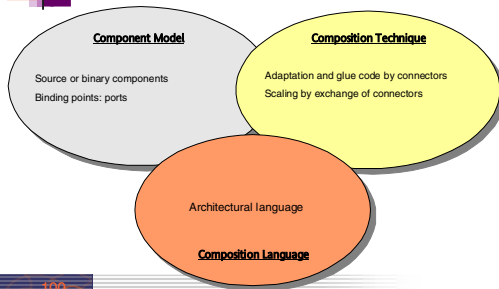 Component Model
Source or binary components
Binding points: ports
Composition Technique
Adaptation and glue code by connectors
Scaling by exchange of connectors
Architectural language
Composition Language
100